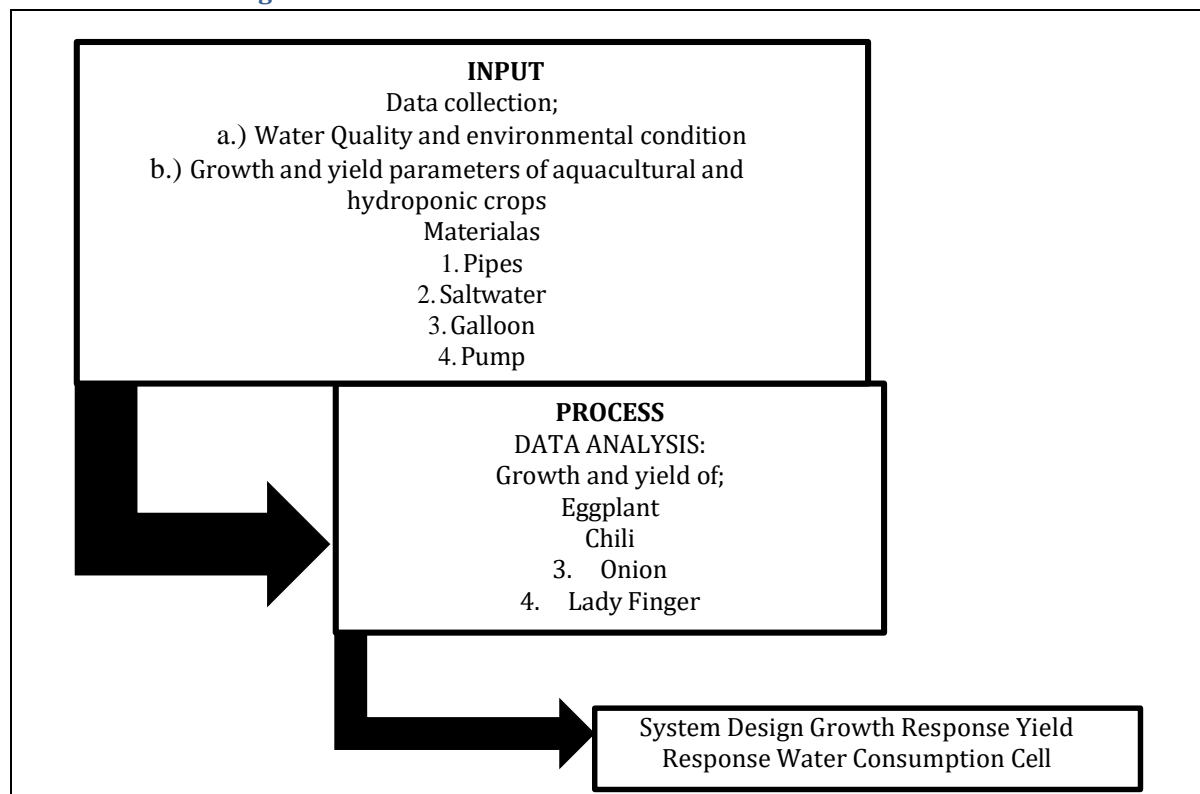 INPUT
Data collection;
a.) Water Quality and environmental condition
b.) Growth and yield parameters of aquacultural and
hydroponic crops
Materialas
1. Pipes
2. Saltwater
3. Galloon
4. Pump
PROCESS
DATA ANALYSIS:
Growth and yield of;
Eggplant
Chili
3. Onion
4. Lady Finger
System Design Growth Response Yield
Response Water Consumption Cell